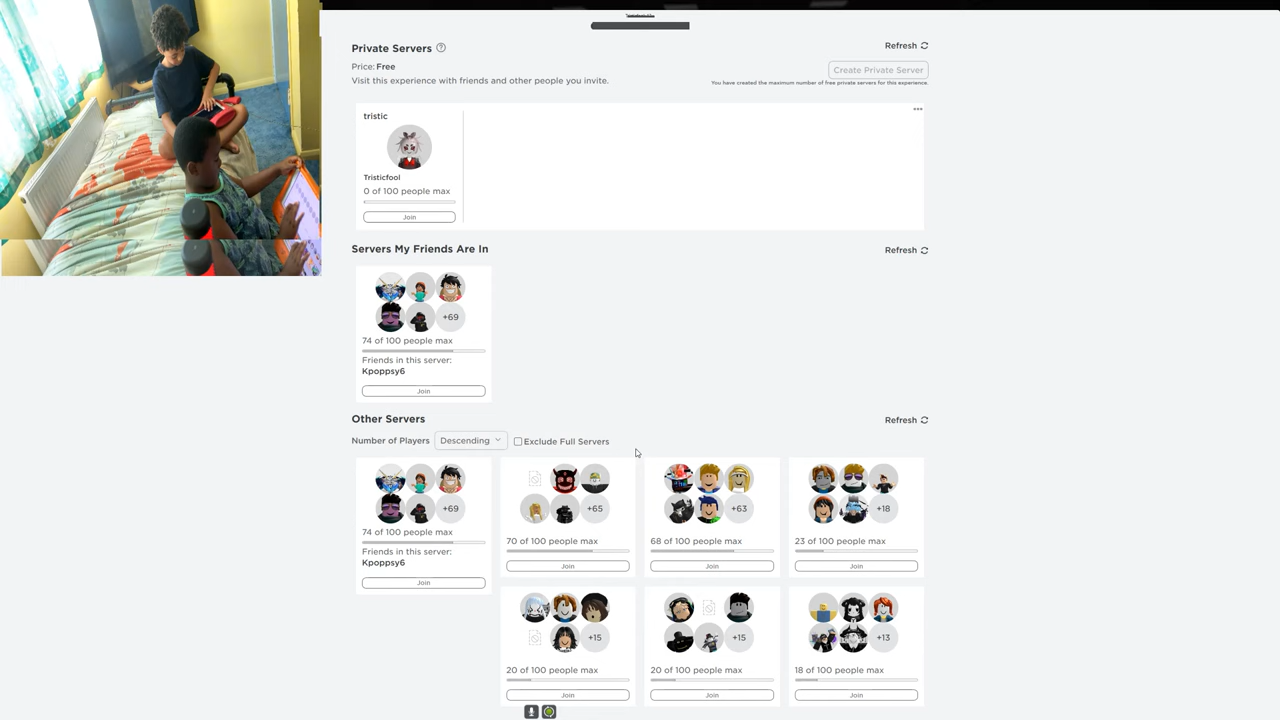 Private Servers
Refresh
Price: Free
Create Private Server
Visit this experience with friends and other people you invite.
You have created the maximum number of free private servers for this experience.
tristic
Tristicfool
0 of 100 people max
Join
Servers My Friends Are In
Refresh
+69
74 of 100 people max
Friends in this server:
Kpoppsy6
Join
Other Servers
Refresh
Number of Players Descending Exclude Full Servers
+69
74 of 100 people max
Friends in this server:
Kpoppsy6
Join
+65
70 of 100 people max
Join
+63
68 of 100 people max
Join
+18
23 of 100 people max
Join
+15
20 of 100 people max
Join
+15
20 of 100 people max
Join
+13
18 of 100 people max
Join